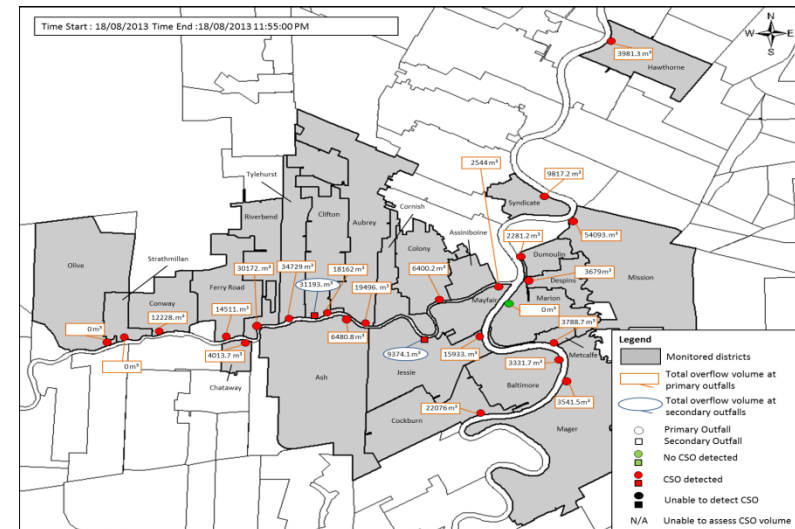 Time Start : 18/08/2013 Time End :18/08/2013 11:55:00 PM
N
W
E
S
3981.3 m³
Hawthorne
2544 m³
9817.2 m³
Tylehurst
Syndicate
Cornish
Riverbend
Clifton
Aubrey
Assiniboine
2281.2 m³
54093. m³
Colony
Strathmillan
30172. m³
34729 m³
18162 m³
6400.2 m³
Dumoulin
Olive
Ferry Road
31193. m³
3679 m³
Despins
Mission
Conway
19496. m³
Mayfair
Marion
14511. m³
12228. m³
0 m³
0 m³
6480.8 m³
3788.7 m³
4013.7 m³
9374.1 m³
15933. m³
Metcalfe
0 m³
Jessie
3331.7 m³
Chataway
Ash
Baltimore
3541.5 m³
22076 m³
Cockburn
Mager
Legend
Monitored districts
Total overflow volume at
primary outfalls
Total overflow volume at
secondary outfalls
Primary Outfall
Secondary Outfall
No CSO detected
CSO detected
Unable to detect CSO
N/A Unable to assess CSO volume